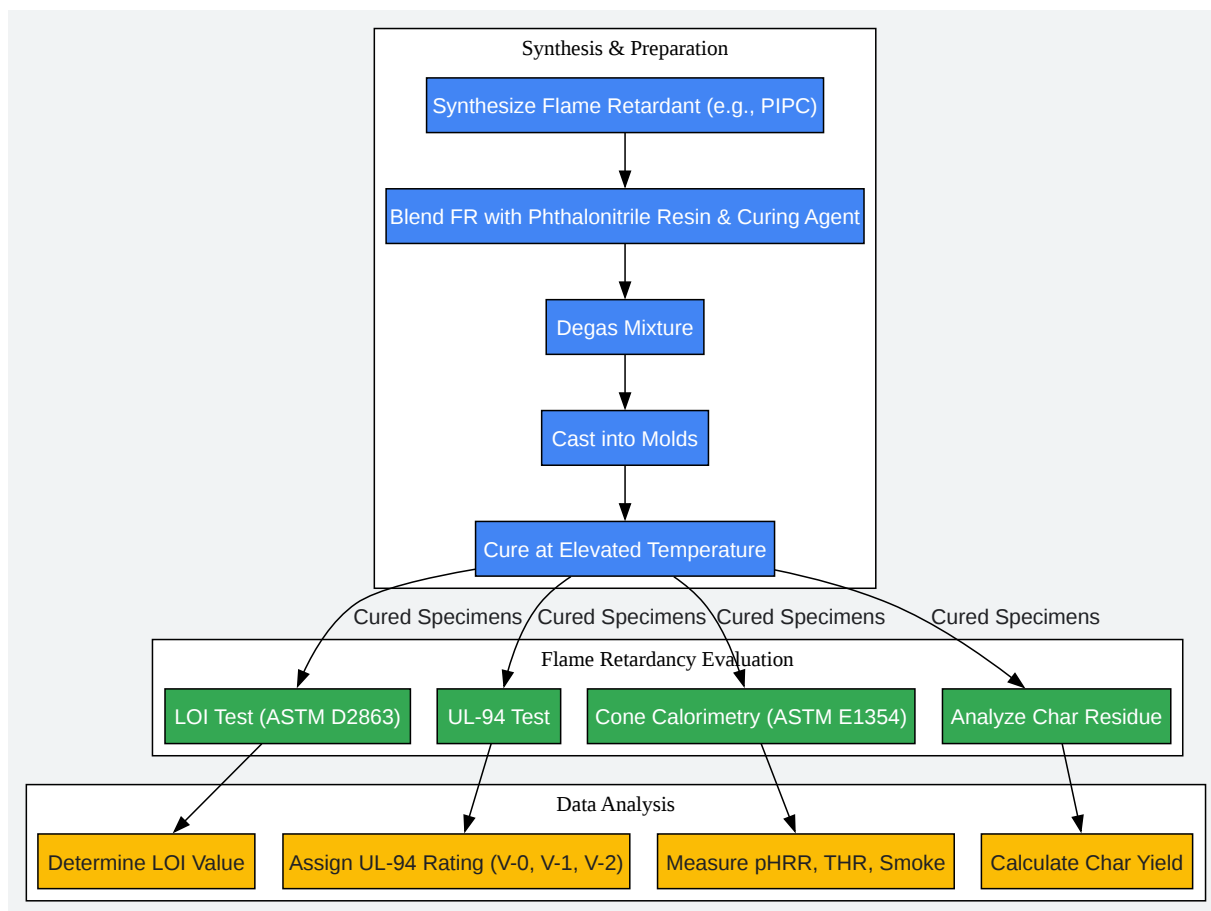 Synthesis & Preparation
Synthesize Flame Retardant (e.g., PIPC)
Blend FR with Phthalonitrile Resin & Curing Agent
Degas Mixture
Cast into Molds
Cure at Elevated Temperature
Cured Specimens
Cured Specimens
Cured Specimens
Cured Specimens
Flame Retardancy Evaluation
LOI Test (ASTM D2863)
UL-94 Test
Cone Calorimetry (ASTM E1354)
Analyze Char Residue
Data Analysis
Determine LOI Value
Assign UL-94 Rating (V-0, V-1, V-2)
Measure pHRR, THR, Smoke
Calculate Char Yield